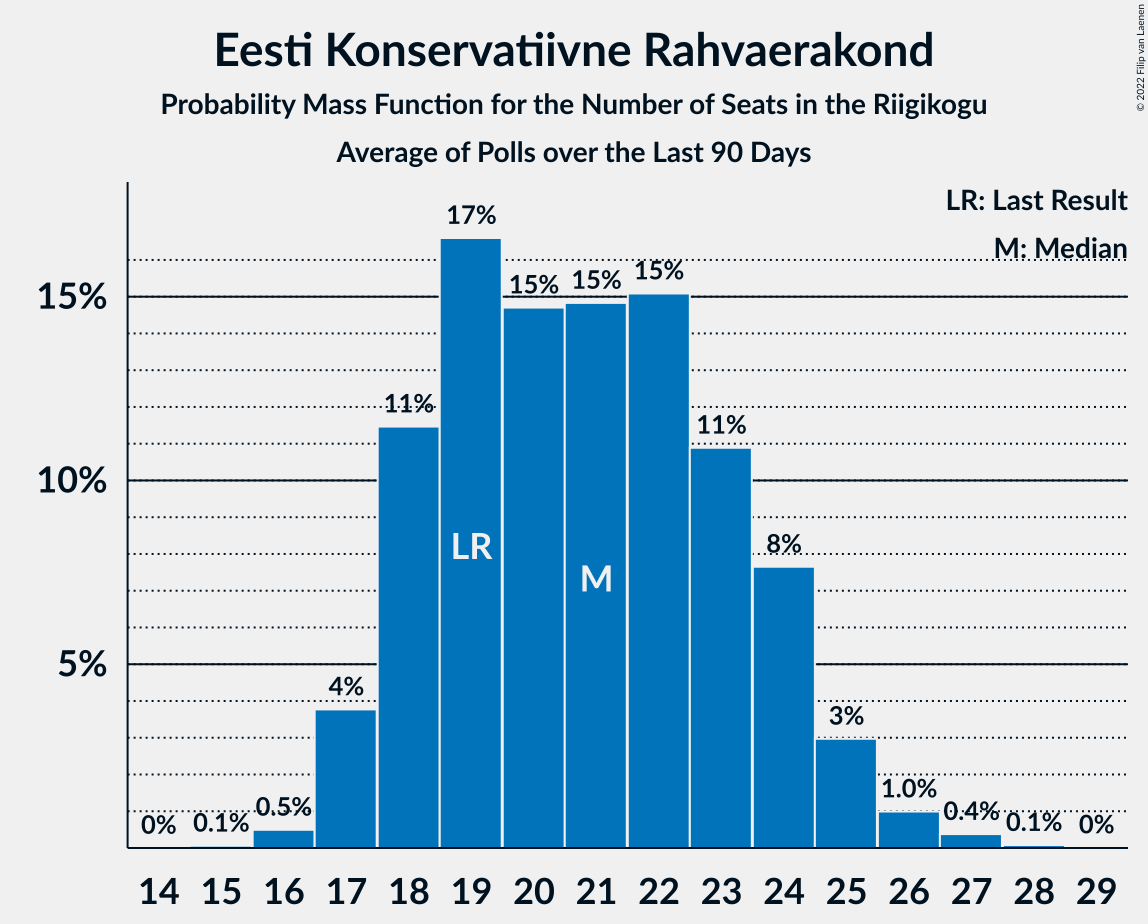 Eesti Konservatiivne Rahvaerakond
Probability Mass Function for the Number of Seats in the Riigikogu
Average of Polls over the Last 90 Days
© 2022 Filip van Laenen
LR: Last Result
M: Median
15%
10%
5%
0%
0.1%
0.5%
4%
11%
17%
15%
15%
15%
11%
8%
3%
1.0%
0.4%
0.1%
0%
LR
M
14 15 16 17 18 19 20 21 22 23 24 25 26 27 28 29